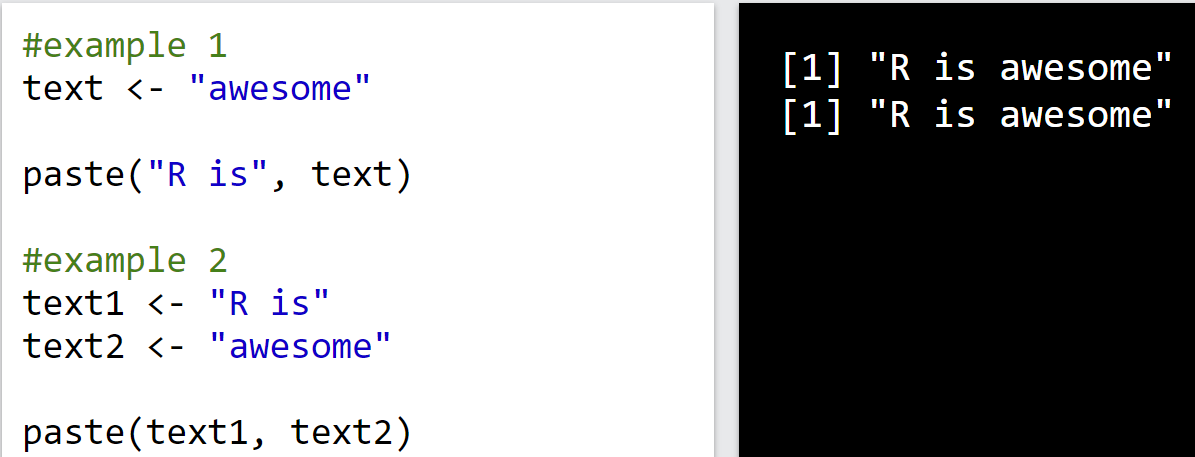 #example 1
text <- "awesome"
paste("R is", text)
#example 2
text1 <- "R is"
text2 <- "awesome"
paste(text1, text2)
[1] "R is awesome"
[1] "R is awesome"